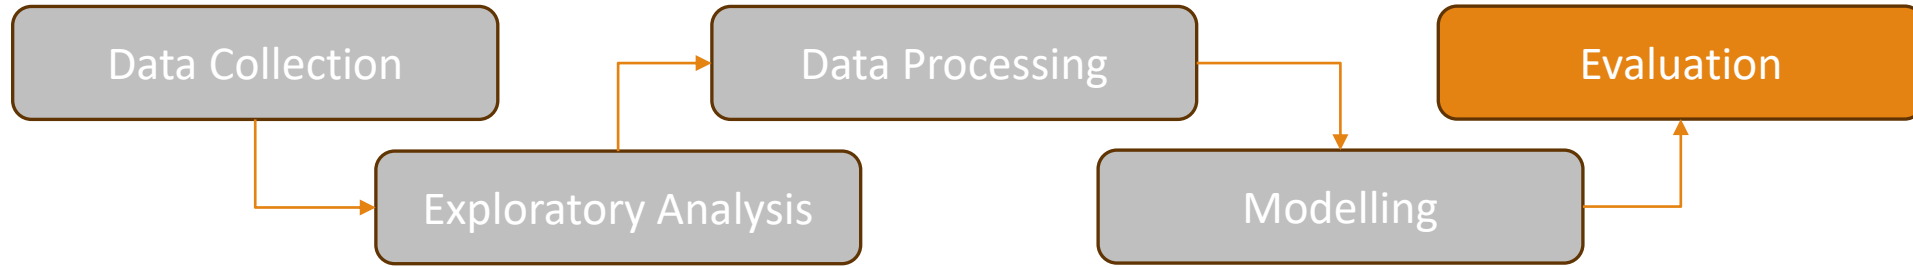 Data Collection
Exploratory Analysis
Data Processing
Modelling
Evaluation